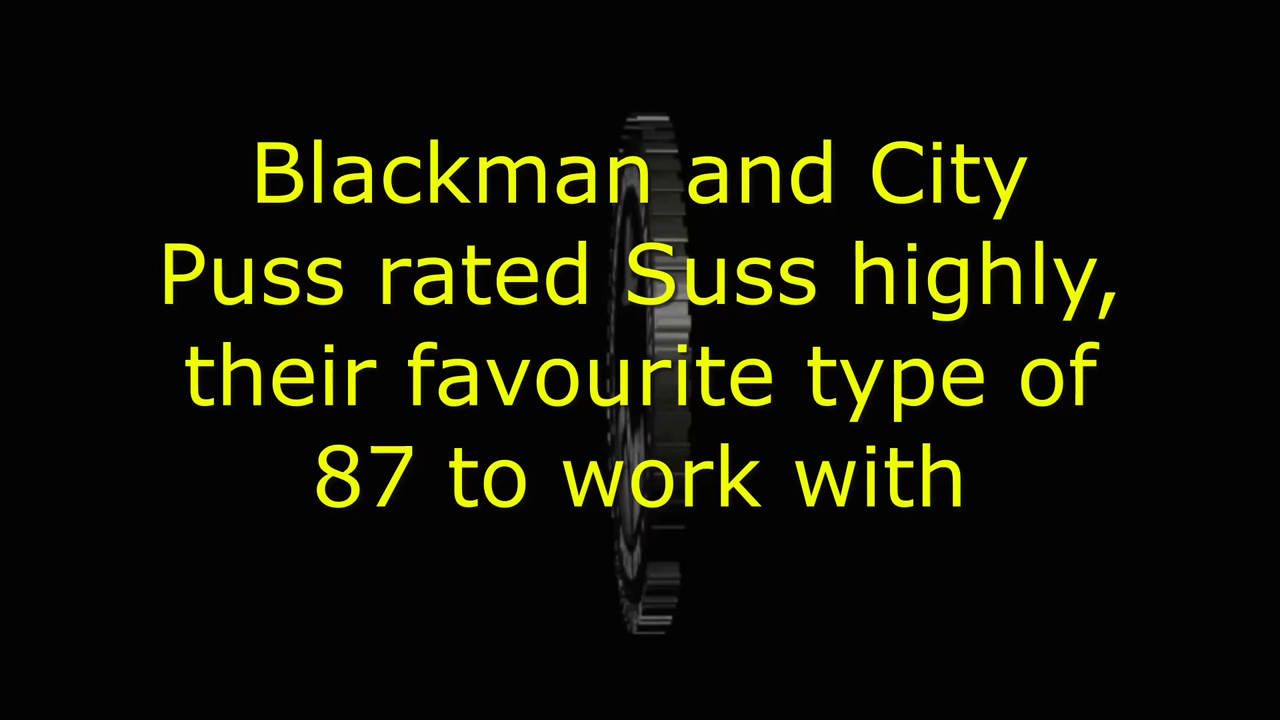 Blackman and City
Puss rated Suss highly,
their favourite type of
87 to work with